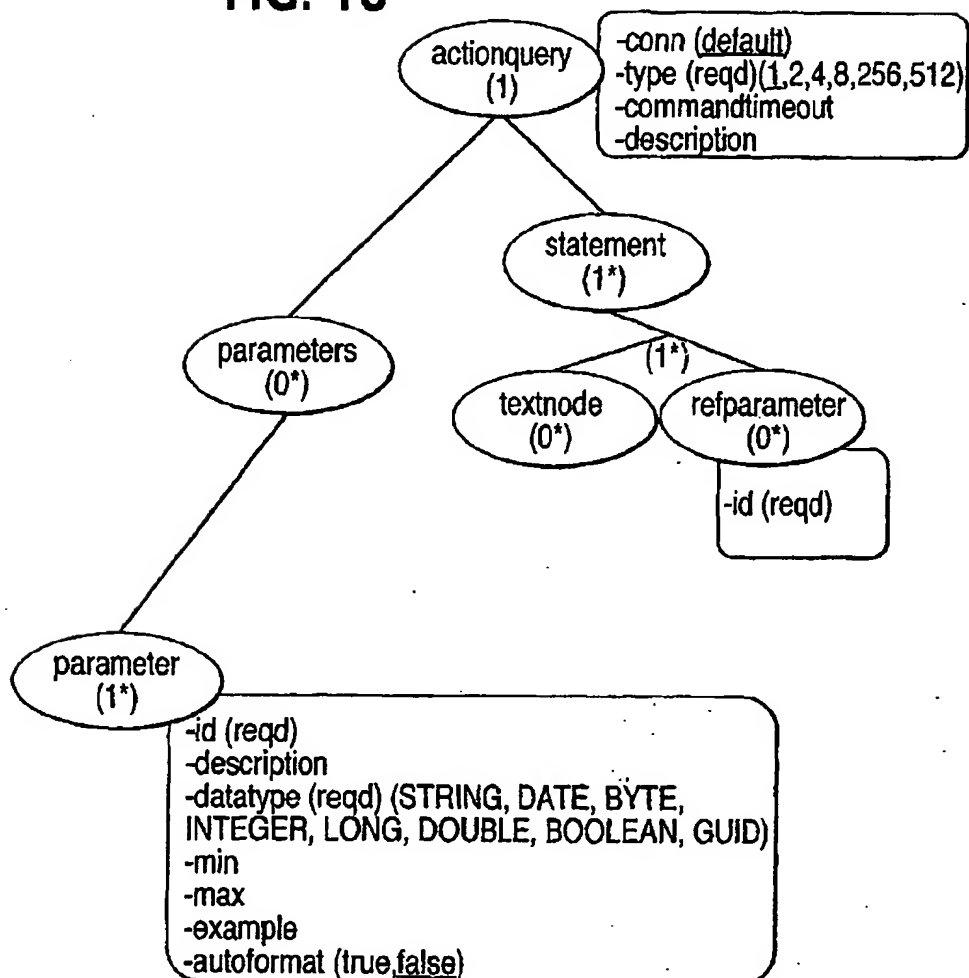 actionquery
(1)
-conn (default)
-type (reqd)(1,2,4,8,256,512)
-commandtimeout
-description
statement
(1*)
parameters
(0*)
(1*)
textnode
(0*)
refparameter
(0*)
-id (reqd)
parameter
(1*)
-id (reqd)
-description
-datatype (reqd) (STRING, DATE, BYTE,
INTEGER, LONG, DOUBLE, BOOLEAN, GUID)
-min
-max
-example
-autoformat (true,false)